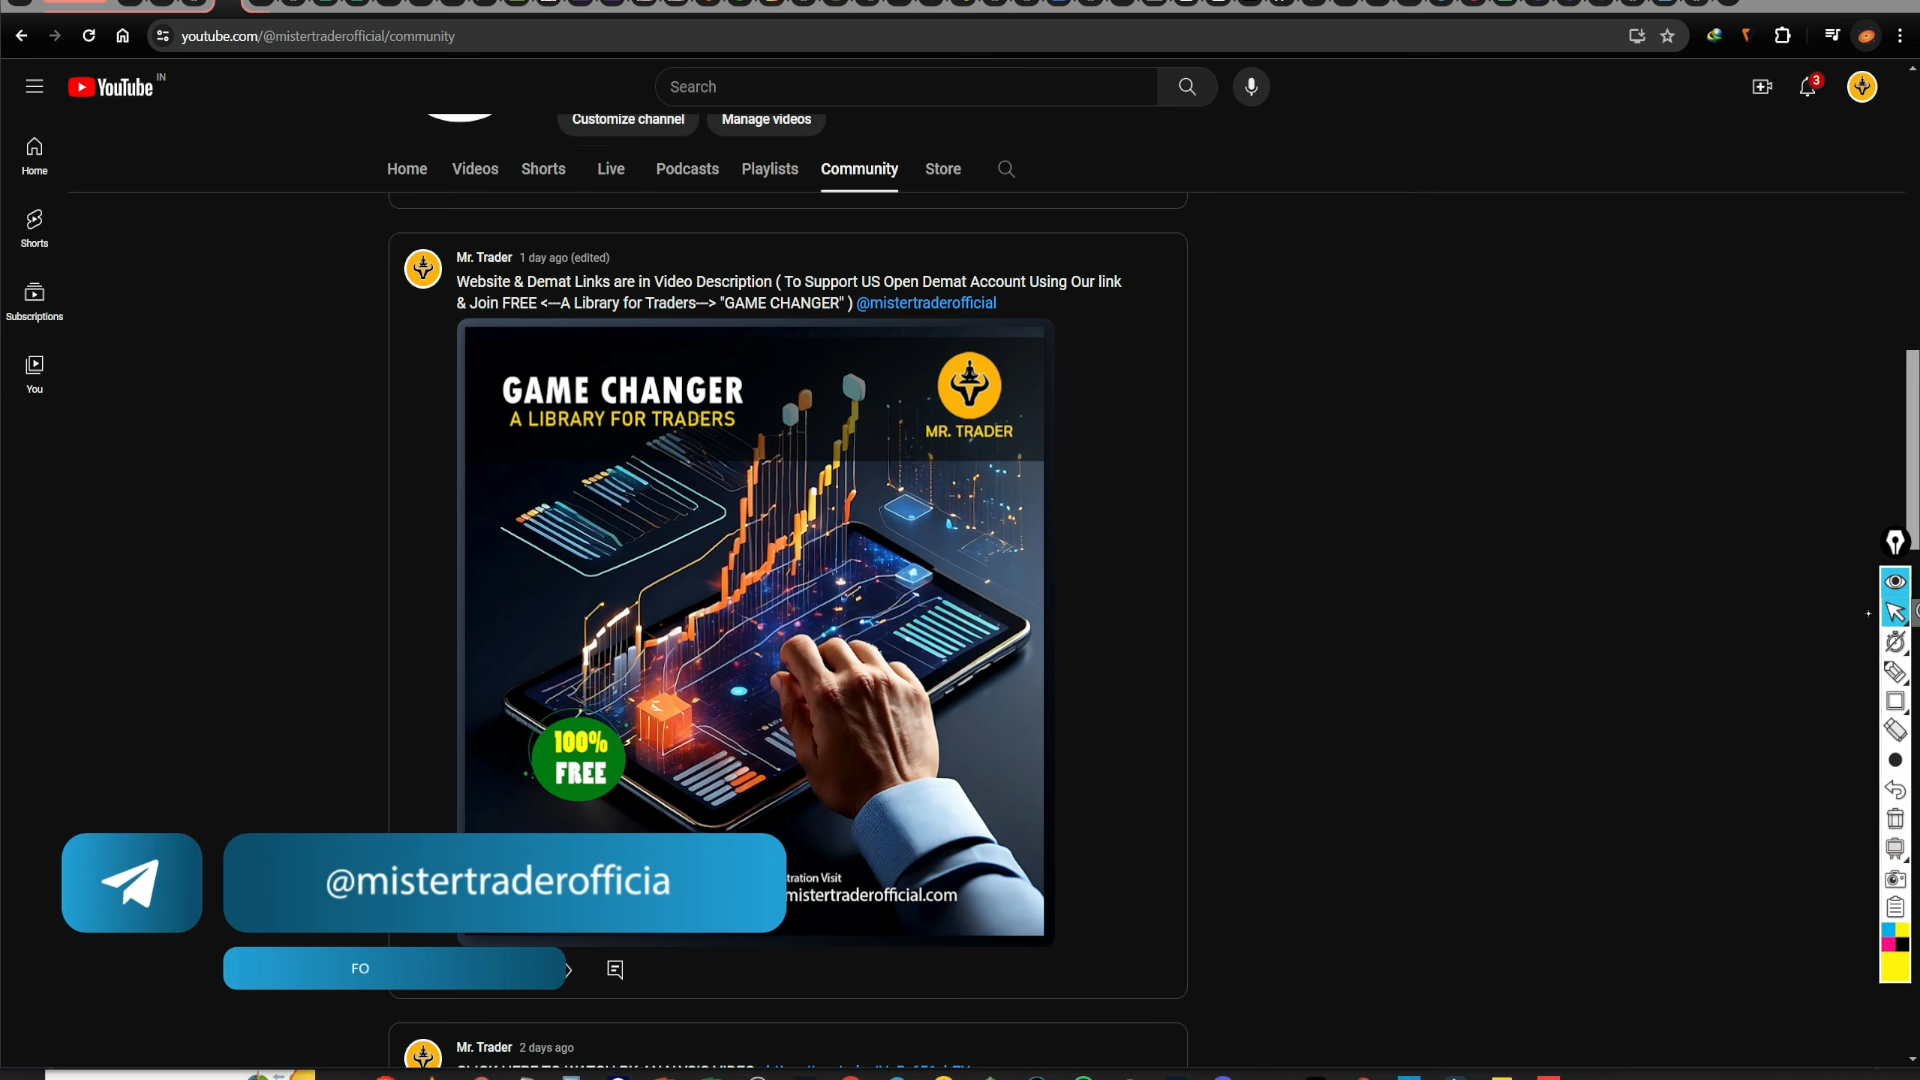 youtube.com/@mistertraderofficial/community
YouTube
IN
Search
3
Customize channel
Manage videos
Home
Shorts
Subscriptions
You
Home
Videos
Shorts
Live
Podcasts
Playlists
Community
Store
Mr. Trader 1 day ago (edited)
Website & Demat Links are in Video Description ( To Support US Open Demat Account Using Our link
& Join FREE <---A Library for Traders---> "GAME CHANGER" ) @mistertraderofficial
GAME CHANGER
A LIBRARY FOR TRADERS
MR. TRADER
100%
FREE
tration Visit
mistertraderofficial.com
@mistertraderofficia
FO
Mr. Trader 2 days ago